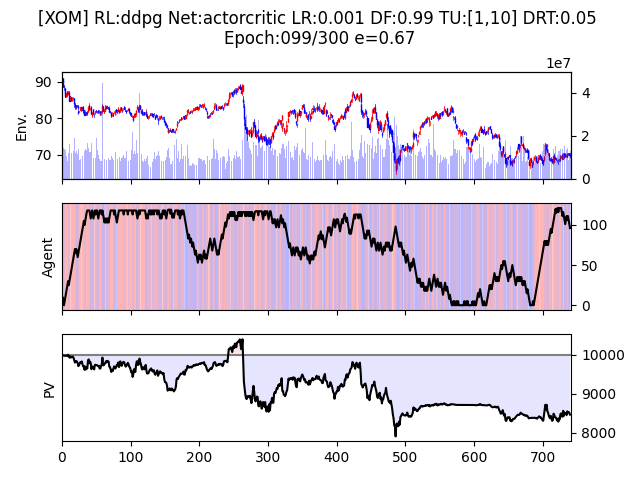 [XOM] RL:ddpg Net:actorcritic LR:0.001 DF:0.99 TU:[1,10] DRT:0.05
Epoch:099/300 e=0.67
1e7
90
80
70
Env.
4
2
0
Agent
100
50
0
PV
10000
9000
8000
0 100 200 300 400 500 600 700